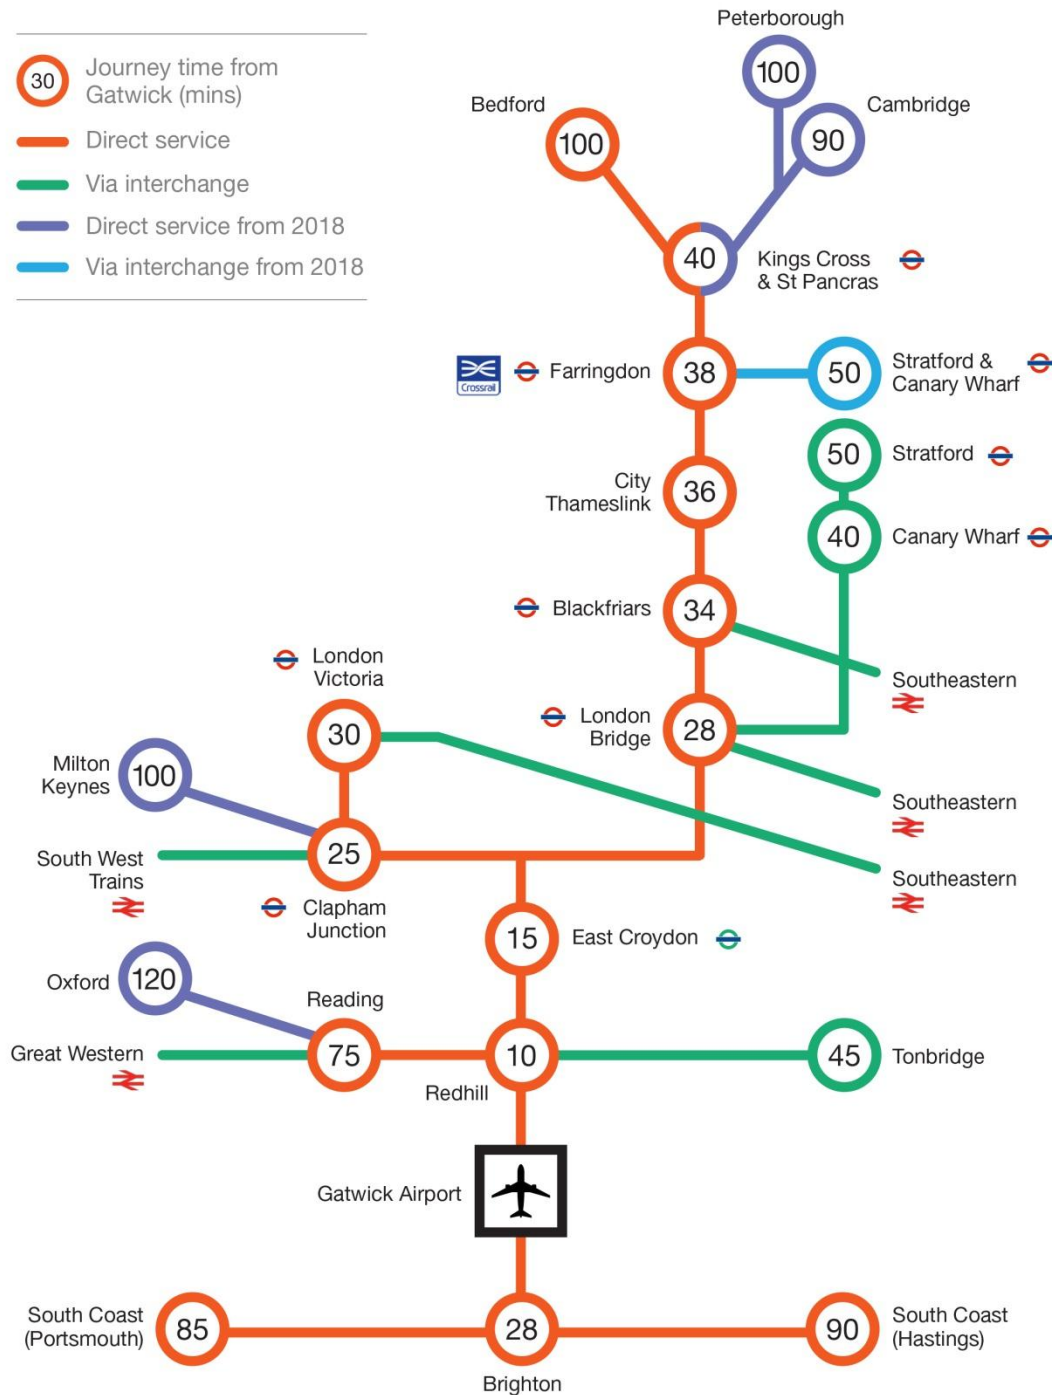 Peterborough
30
Journey time from
Gatwick (mins)
100
Bedford
Cambridge
100
90
Direct service
Via interchange
Direct service from 2018
Via interchange from 2018
40
Kings Cross
& St Pancras
Crossrail
Farringdon
38
50
Stratford &
Canary Wharf
50
Stratford
City
Thameslink
36
40
Canary Wharf
Blackfriars
34
London
Victoria
Southeastern
30
London
Bridge
28
Milton
Keynes
100
Southeastern
South West
Trains
25
Southeastern
Clapham
Junction
15
East Croydon
Oxford
120
Reading
Great Western
75
10
45
Tonbridge
Redhill
Gatwick Airport
South Coast
(Portsmouth)
85
28
90
South Coast
(Hastings)
Brighton